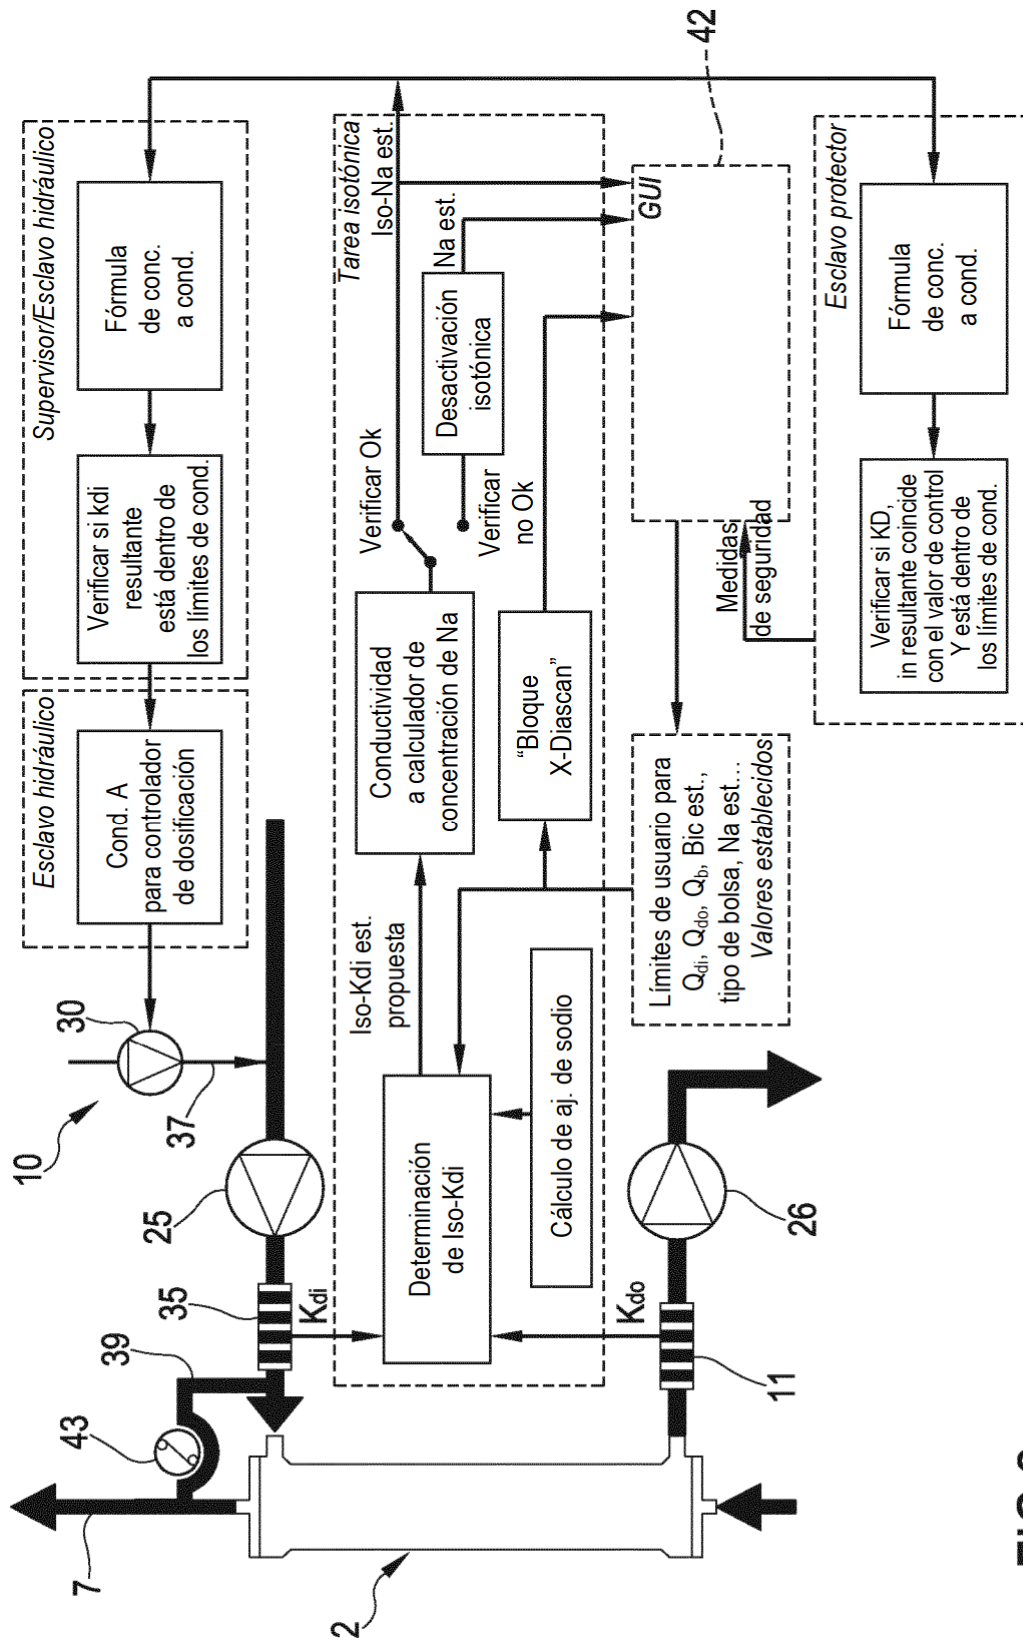 10
30
37
25
35
39
43
7
2
K_di
K_do
11
26
Esclavo hidráulico
Cond. A
para controlador
de dosificación
Supervisor/Esclavo hidráulico
Verificar si kdi
resultante
está dentro de
los límites de cond.
Fórmula
de conc.
a cond.
Tarea isotónica
Determinación
de Iso-Kdi
Iso-Kdi est.
propuesta
Cálculo de aj. de sodio
Conductividad
a calculador de
concentración de Na
Verificar Ok
Verificar
no Ok
Desactivación
isotónica
Na est.
Iso-Na est.
“Bloque
X-Diascan”
GUI
42
Límites de usuario para
Q_di, Q_do, Q_b, Bic est.,
tipo de bolsa, Na est...
Valores establecidos
Medidas
de seguridad
Esclavo protector
Verificar si KD,
in resultante coincide
con el valor de control
Y está dentro de
los límites de cond.
Fórmula
de conc.
a cond.